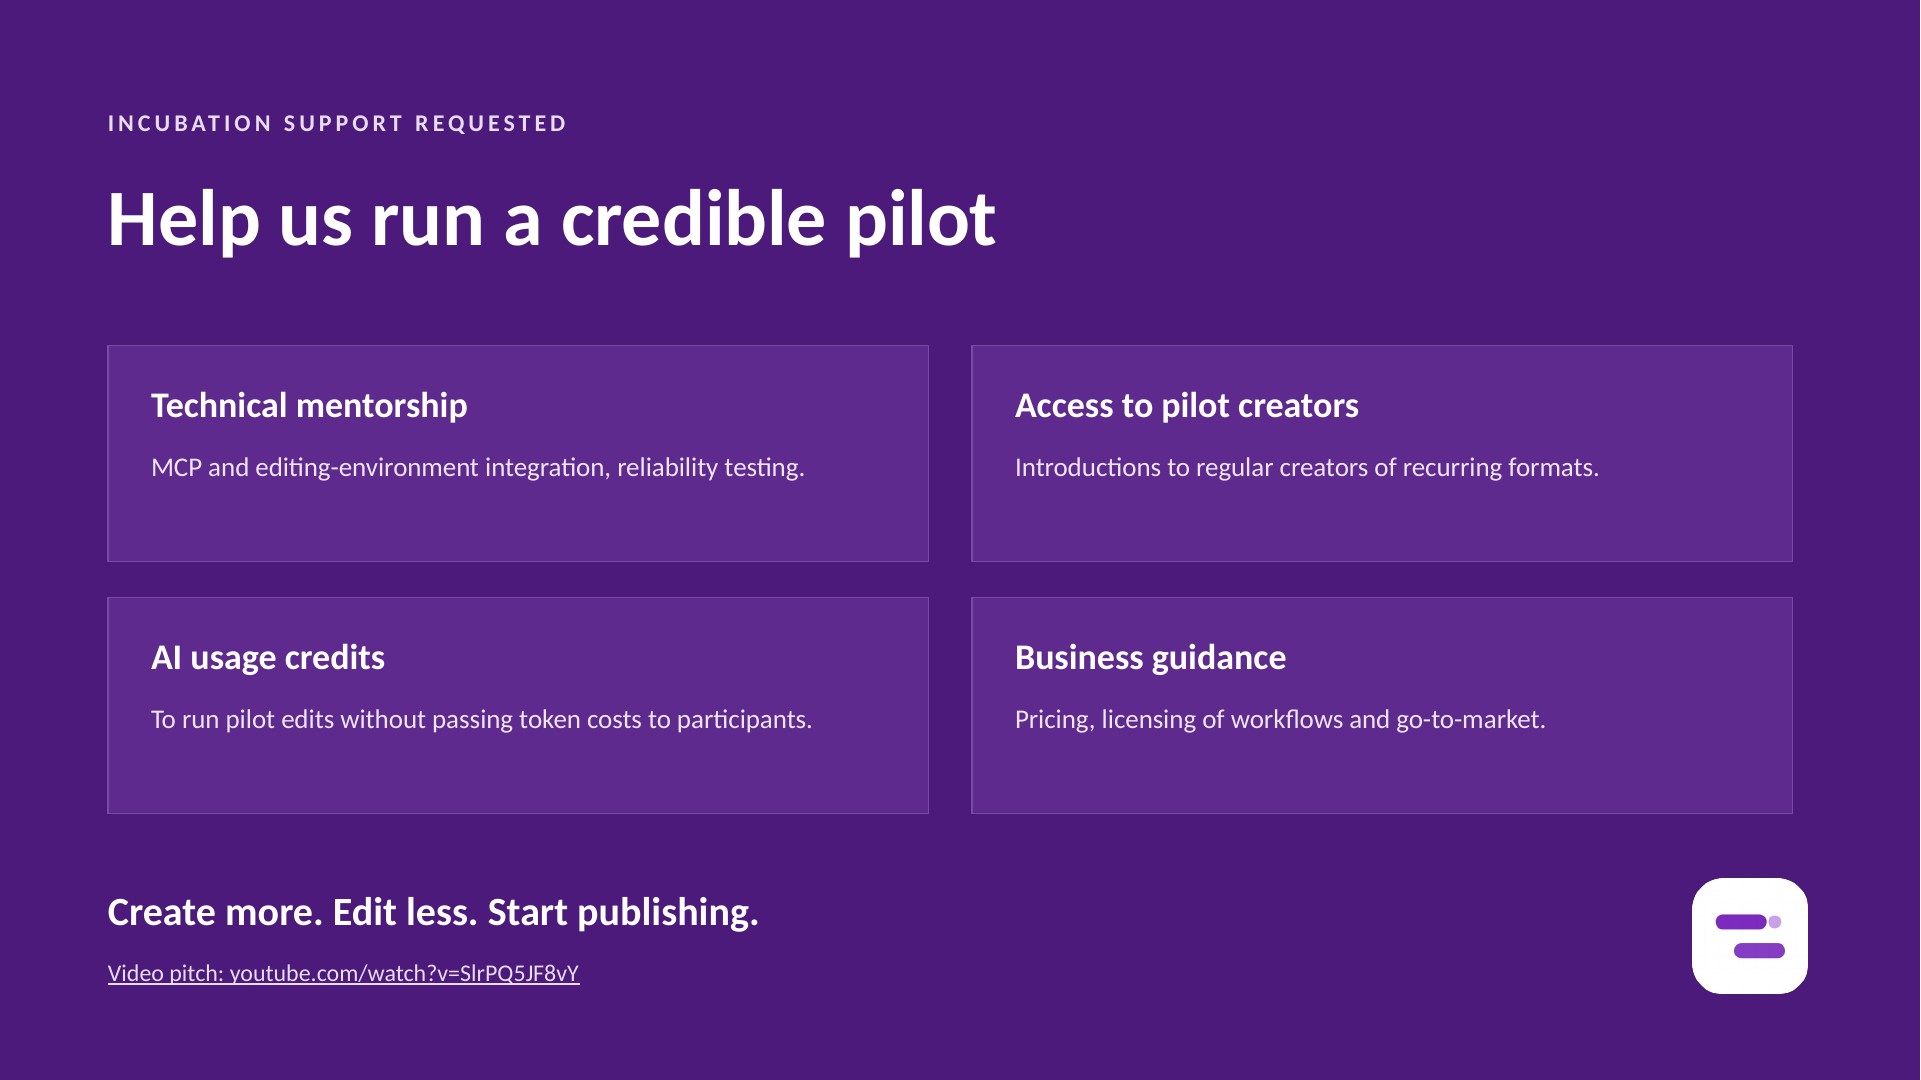 INCUBATION SUPPORT REQUESTED
Help us run a credible pilot
Technical mentorship
MCP and editing-environment integration, reliability testing.
Access to pilot creators
Introductions to regular creators of recurring formats.
AI usage credits
To run pilot edits without passing token costs to participants.
Business guidance
Pricing, licensing of workflows and go-to-market.
Create more. Edit less. Start publishing.
Video pitch: youtube.com/watch?v=SlrPQ5JF8vY